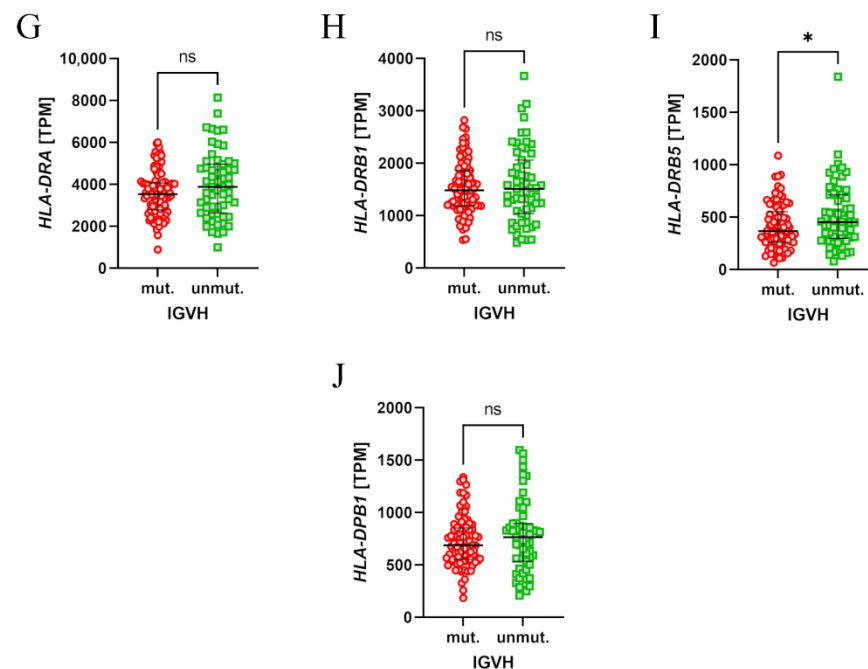 G
ns
HLA-DRA [TPM]
10,000
8000
6000
4000
2000
0
mut. unmut.
IGVH
H
ns
HLA-DRB1 [TPM]
4000
3000
2000
1000
0
mut. unmut.
IGVH
I
*
HLA-DRB5 [TPM]
2000
1500
1000
500
0
mut. unmut.
IGVH
J
ns
HLA-DPB1 [TPM]
2000
1500
1000
500
0
mut. unmut.
IGVH